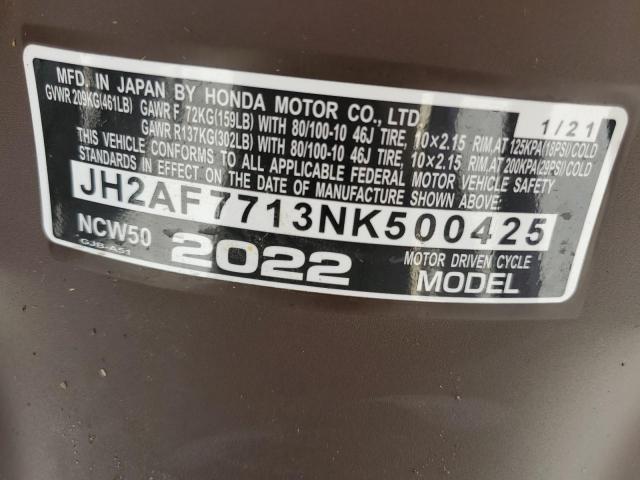 MFD. IN JAPAN BY HONDA MOTOR CO., LTD. 1/21
GVWR 209KG(461LB) GAWR F 72KG(159LB) WITH 80/100-10 46J TIRE, 10×2.15 RIM,AT 125KPA(18PSI)COLD
GAWR R137KG(302LB) WITH 80/100-10 46J TIRE, 10×2.15 RIM,AT 200KPA(29PSI)COLD
THIS VEHICLE CONFORMS TO ALL APPLICABLE FEDERAL MOTOR VEHICLE SAFETY
STANDARDS IN EFFECT ON THE DATE OF MANUFACTURE SHOWN ABOVE.
JH2AF7713NK500425
NCW50 2022 MOTOR DRIVEN CYCLE
GJB-A51 MODEL